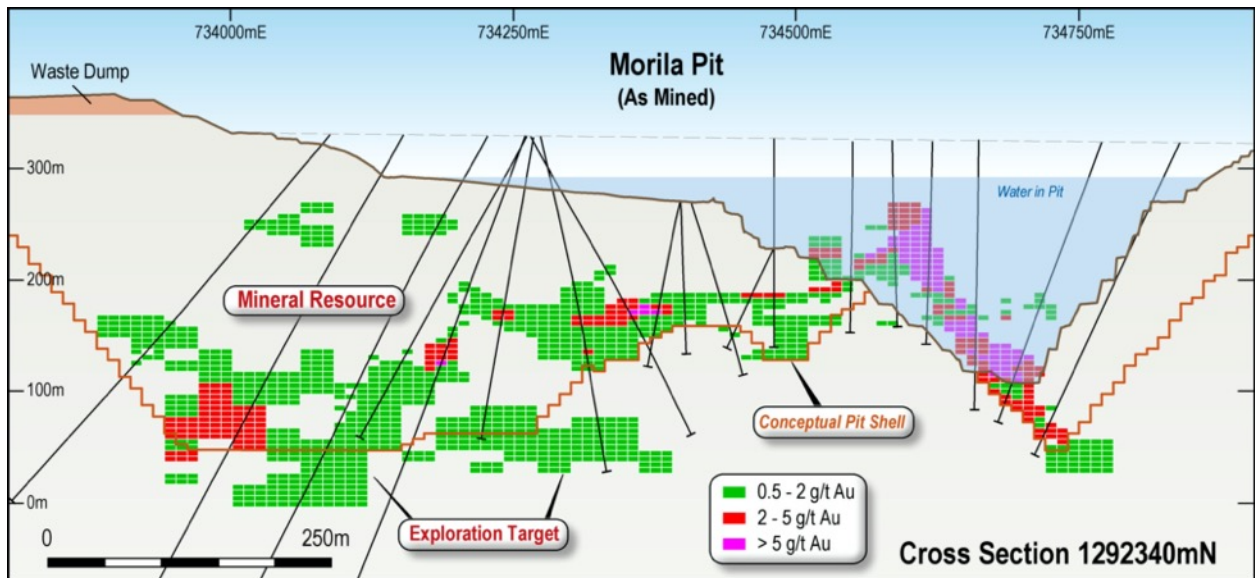 734000mE
734250mE
734500mE
734750mE
Waste Dump
Morila Pit
(As Mined)
300m
Water in Pit
200m
Mineral Resource
100m
Conceptual Pit Shell
0m
0.5 - 2 g/t Au
2 - 5 g/t Au
> 5 g/t Au
Exploration Target
0
250m
Cross Section 1292340mN